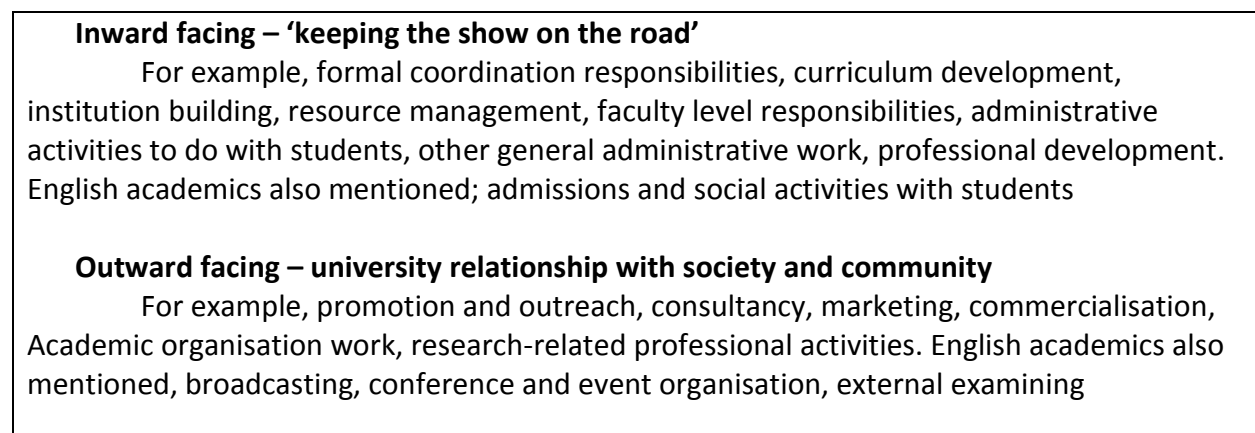 Inward facing – ‘keeping the show on the road’
For example, formal coordination responsibilities, curriculum development,
institution building, resource management, faculty level responsibilities, administrative
activities to do with students, other general administrative work, professional development.
English academics also mentioned; admissions and social activities with students
Outward facing – university relationship with society and community
For example, promotion and outreach, consultancy, marketing, commercialisation,
Academic organisation work, research-related professional activities. English academics also
mentioned, broadcasting, conference and event organisation, external examining